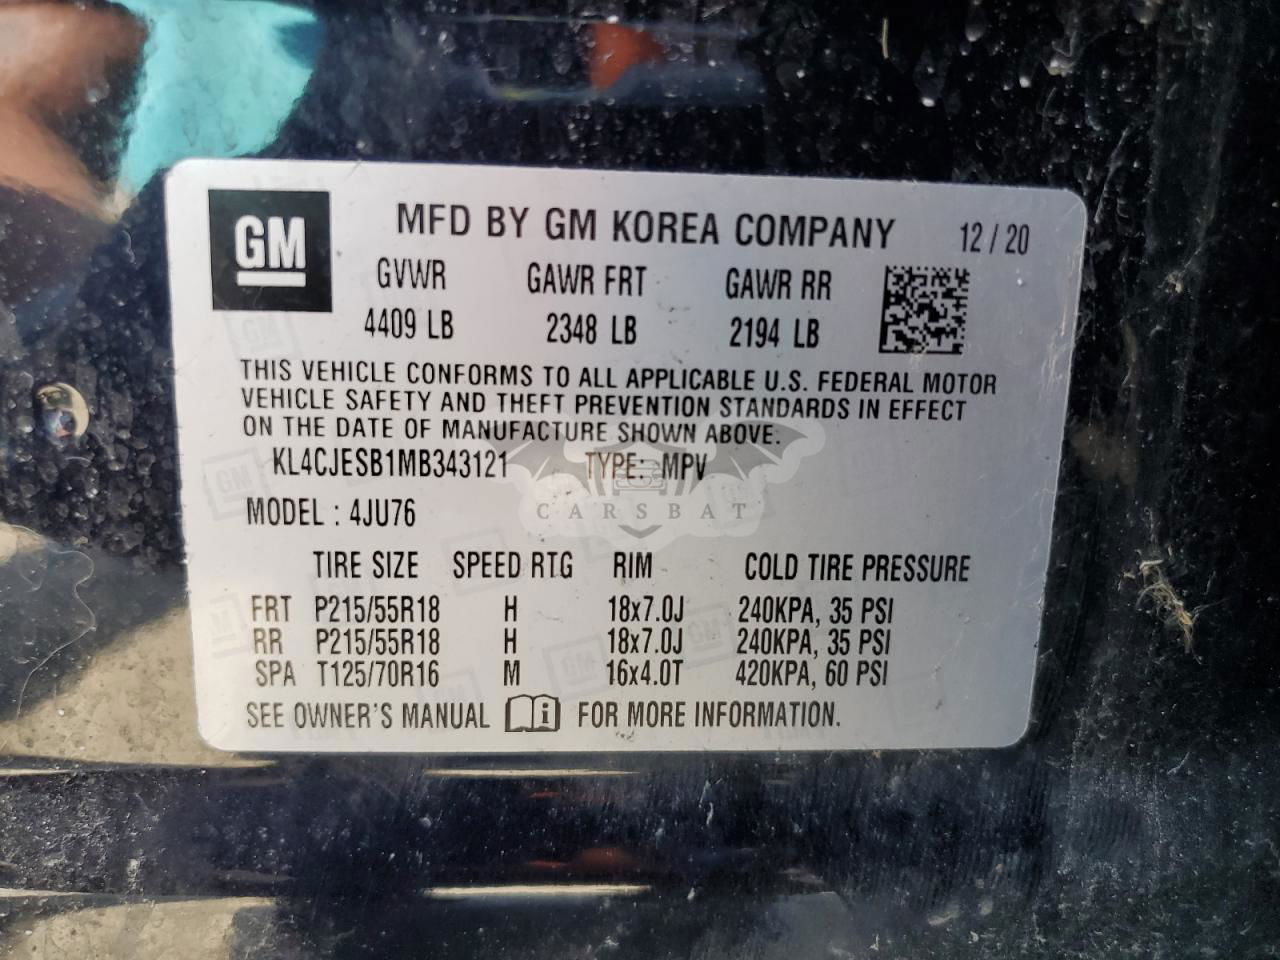 GM MFD BY GM KOREA COMPANY 12 / 20
GVWR GAWR FRT GAWR RR
4409 LB 2348 LB 2194 LB
THIS VEHICLE CONFORMS TO ALL APPLICABLE U.S. FEDERAL MOTOR
VEHICLE SAFETY AND THEFT PREVENTION STANDARDS IN EFFECT
ON THE DATE OF MANUFACTURE SHOWN ABOVE.
KL4CJESB1MB343121 TYPE: MPV
CARSBAT
MODEL : 4JU76
TIRE SIZE SPEED RTG RIM COLD TIRE PRESSURE
FRT P215/55R18 H 18x7.0J 240KPA, 35 PSI
RR P215/55R18 H 18x7.0J 240KPA, 35 PSI
SPA T125/70R16 M 16x4.0T 420KPA, 60 PSI
SEE OWNER'S MANUAL i FOR MORE INFORMATION.